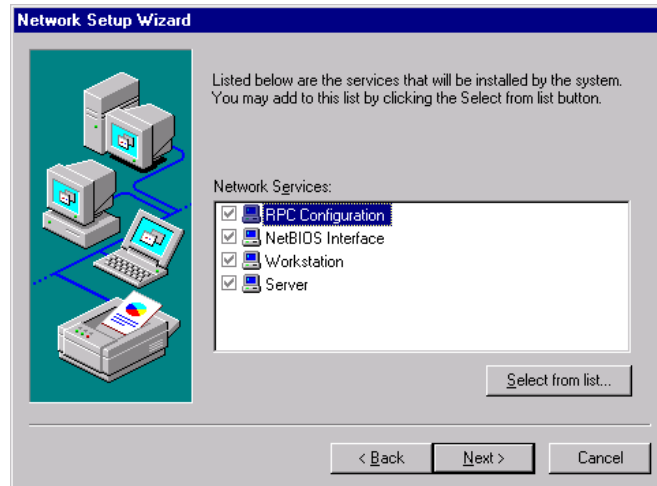 Network Setup Wizard
Listed below are the services that will be installed by the system.
You may add to this list by clicking the Select from list button.
Network Services:
RPC Configuration
NetBIOS Interface
Workstation
Server
Select from list...
< Back
Next >
Cancel